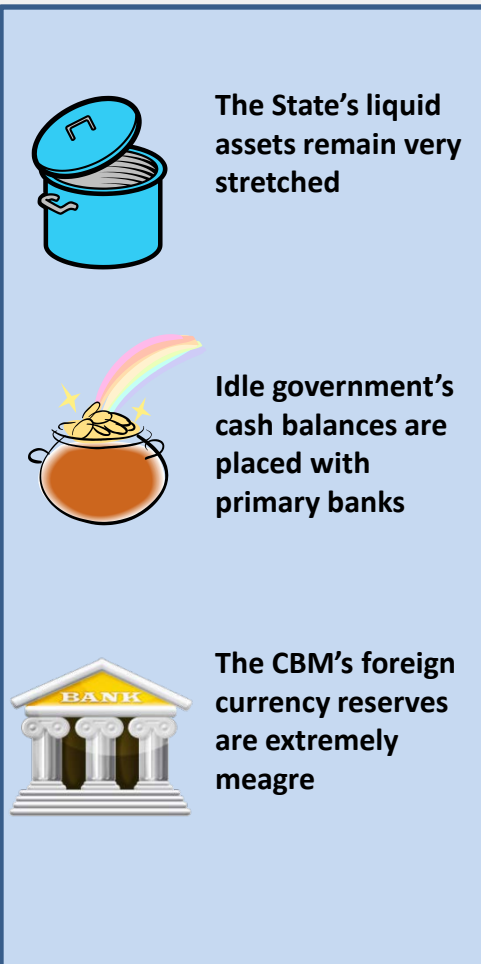 The State’s liquid
assets remain very
stretched
Idle government’s
cash balances are
placed with
primary banks
BANK
The CBM’s foreign
currency reserves
are extremely
meagre